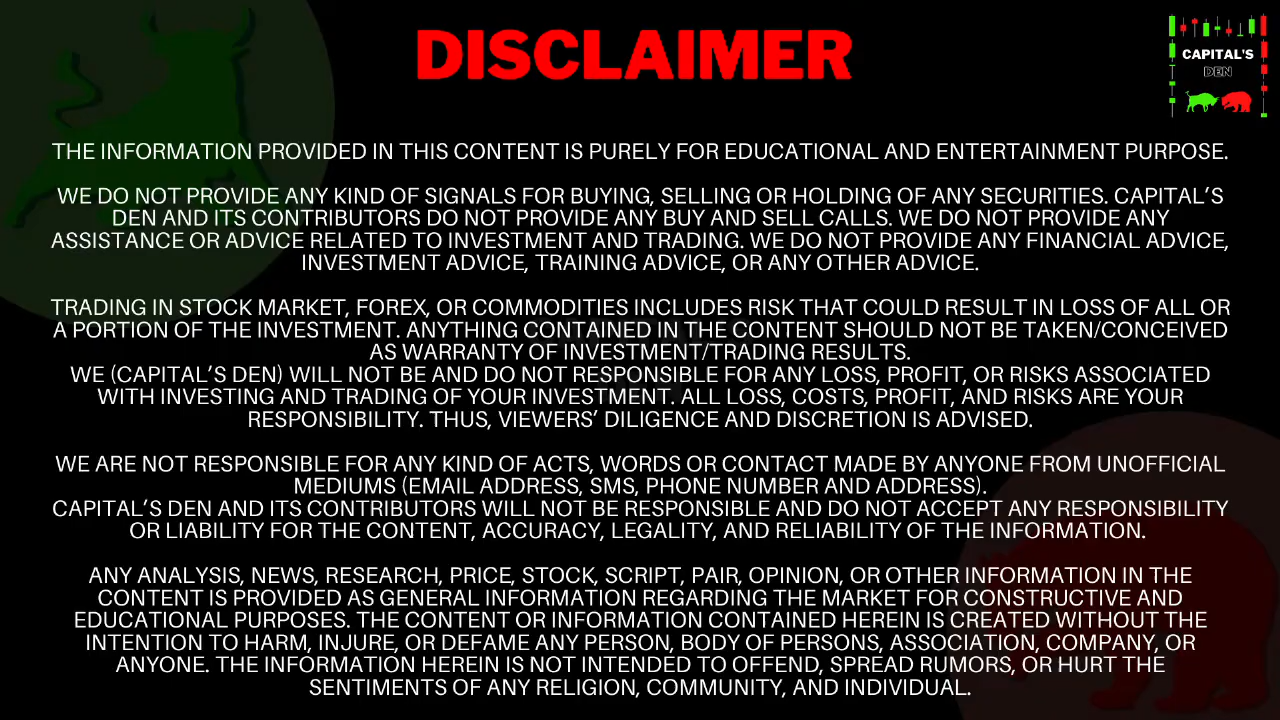 DISCLAIMER
CAPITAL'S
DEN
THE INFORMATION PROVIDED IN THIS CONTENT IS PURELY FOR EDUCATIONAL AND ENTERTAINMENT PURPOSE.
WE DO NOT PROVIDE ANY KIND OF SIGNALS FOR BUYING, SELLING OR HOLDING OF ANY SECURITIES. CAPITAL'S
DEN AND ITS CONTRIBUTORS DO NOT PROVIDE ANY BUY AND SELL CALLS. WE DO NOT PROVIDE ANY
ASSISTANCE OR ADVICE RELATED TO INVESTMENT AND TRADING. WE DO NOT PROVIDE ANY FINANCIAL ADVICE,
INVESTMENT ADVICE, TRAINING ADVICE, OR ANY OTHER ADVICE.
TRADING IN STOCK MARKET, FOREX, OR COMMODITIES INCLUDES RISK THAT COULD RESULT IN LOSS OF ALL OR
A PORTION OF THE INVESTMENT. ANYTHING CONTAINED IN THE CONTENT SHOULD NOT BE TAKEN/CONCEIVED
AS WARRANTY OF INVESTMENT/TRADING RESULTS.
WE (CAPITAL'S DEN) WILL NOT BE AND DO NOT RESPONSIBLE FOR ANY LOSS, PROFIT, OR RISKS ASSOCIATED
WITH INVESTING AND TRADING OF YOUR INVESTMENT. ALL LOSS, COSTS, PROFIT, AND RISKS ARE YOUR
RESPONSIBILITY. THUS, VIEWERS' DILIGENCE AND DISCRETION IS ADVISED.
WE ARE NOT RESPONSIBLE FOR ANY KIND OF ACTS, WORDS OR CONTACT MADE BY ANYONE FROM UNOFFICIAL
MEDIUMS (EMAIL ADDRESS, SMS, PHONE NUMBER AND ADDRESS).
CAPITAL'S DEN AND ITS CONTRIBUTORS WILL NOT BE RESPONSIBLE AND DO NOT ACCEPT ANY RESPONSIBILITY
OR LIABILITY FOR THE CONTENT, ACCURACY, LEGALITY, AND RELIABILITY OF THE INFORMATION.
ANY ANALYSIS, NEWS, RESEARCH, PRICE, STOCK, SCRIPT, PAIR, OPINION, OR OTHER INFORMATION IN THE
CONTENT IS PROVIDED AS GENERAL INFORMATION REGARDING THE MARKET FOR CONSTRUCTIVE AND
EDUCATIONAL PURPOSES. THE CONTENT OR INFORMATION CONTAINED HEREIN IS CREATED WITHOUT THE
INTENTION TO HARM, INJURE, OR DEFAME ANY PERSON, BODY OF PERSONS, ASSOCIATION, COMPANY, OR
ANYONE. THE INFORMATION HEREIN IS NOT INTENDED TO OFFEND, SPREAD RUMORS, OR HURT THE
SENTIMENTS OF ANY RELIGION, COMMUNITY, AND INDIVIDUAL.